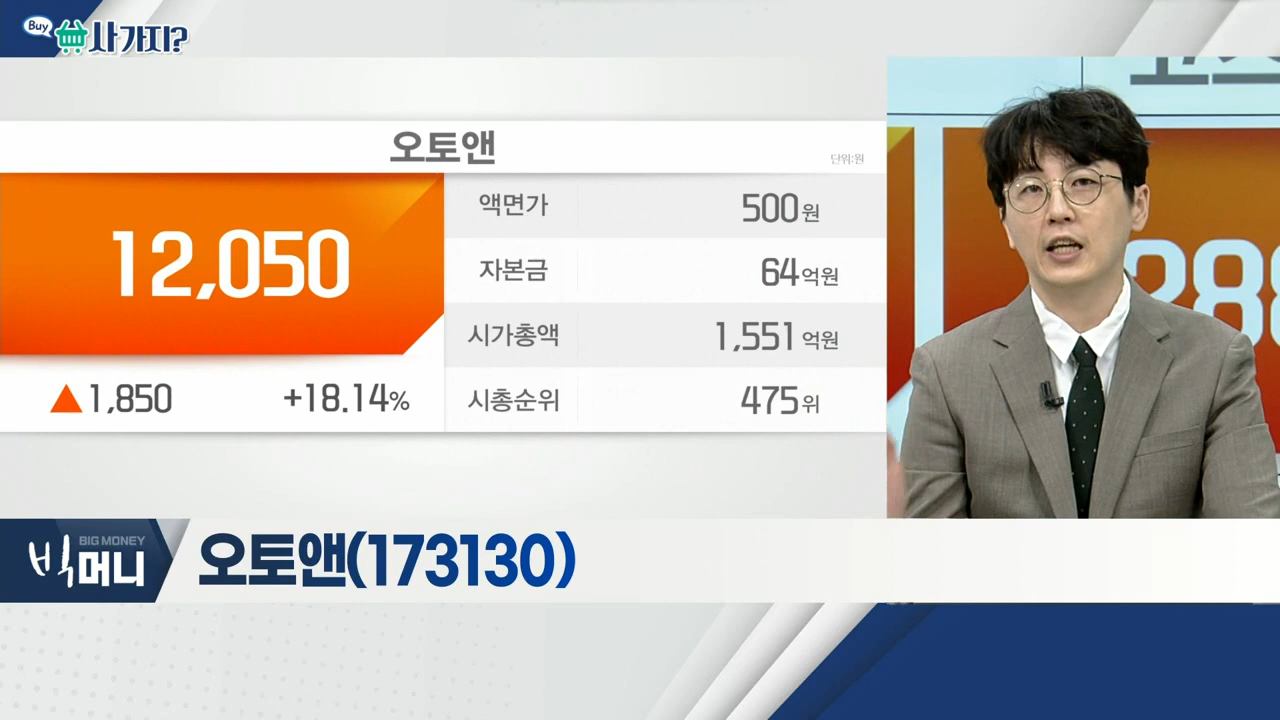 Buy
사가지?
오토앤
단위:원
12,050
▲1,850 +18.14%
액면가 500원
자본금 64억원
시가총액 1,551억원
시총순위 475위
288
BIG MONEY
빅머니
오토앤(173130)